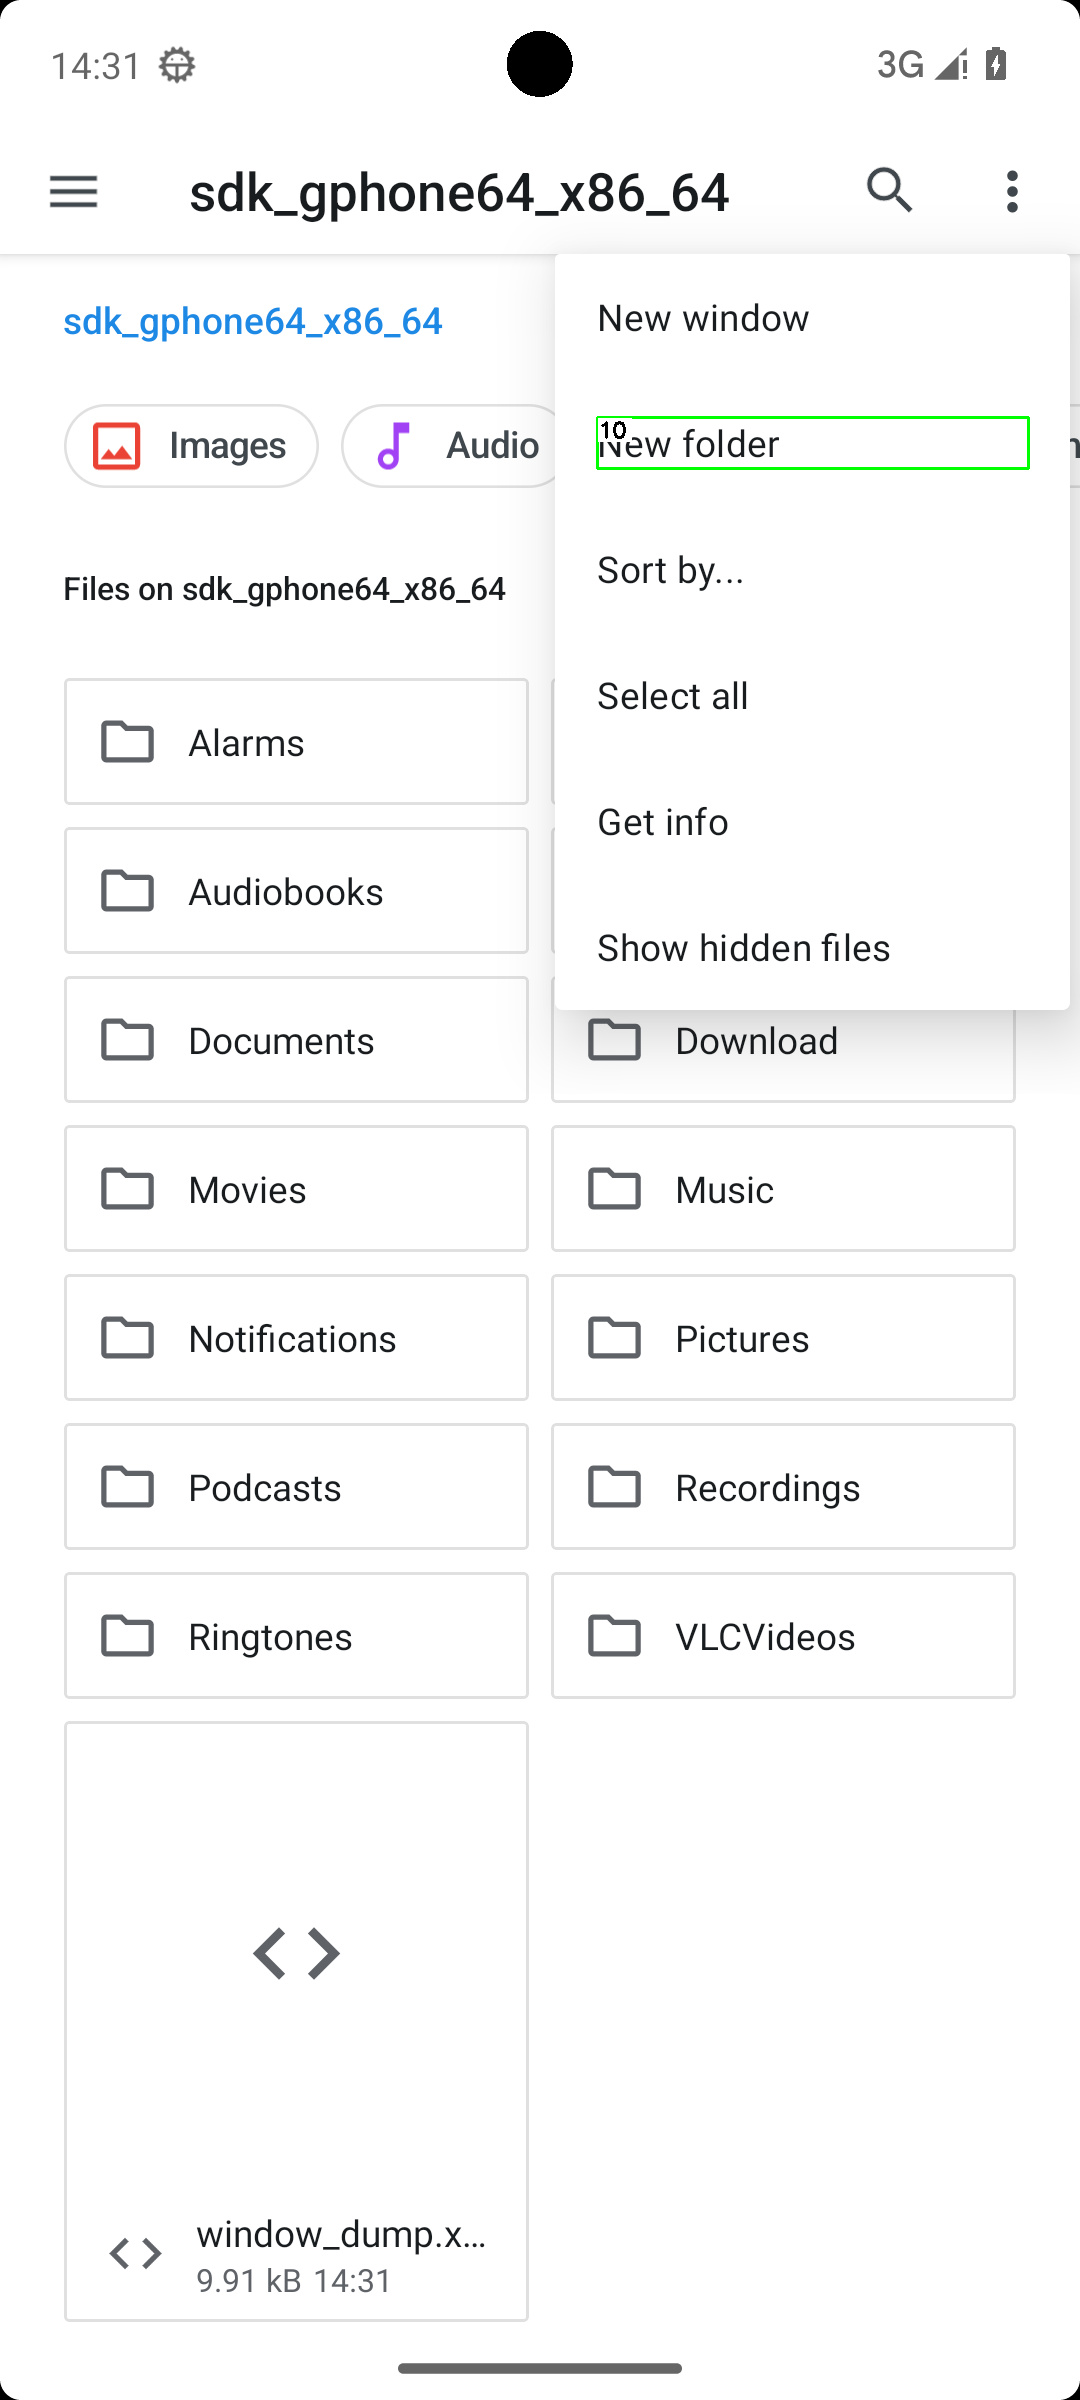 14:31
3G
sdk_gphone64_x86_64
sdk_gphone64_x86_64
New window
Images
Audio
10
New folder
Files on sdk_gphone64_x86_64
Sort by...
Select all
Get info
Show hidden files
Alarms
Audiobooks
Documents
Download
Movies
Music
Notifications
Pictures
Podcasts
Recordings
Ringtones
VLCVideos
window_dump.x...
9.91 kB 14:31